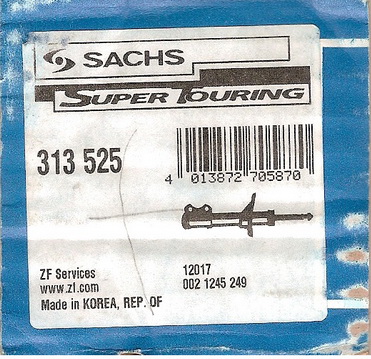 SACHS
SUPER TOURING
313 525
4 013872 705870
ZF Services
www.zf.com
Made in KOREA, REP. OF
12017
002 1245 249